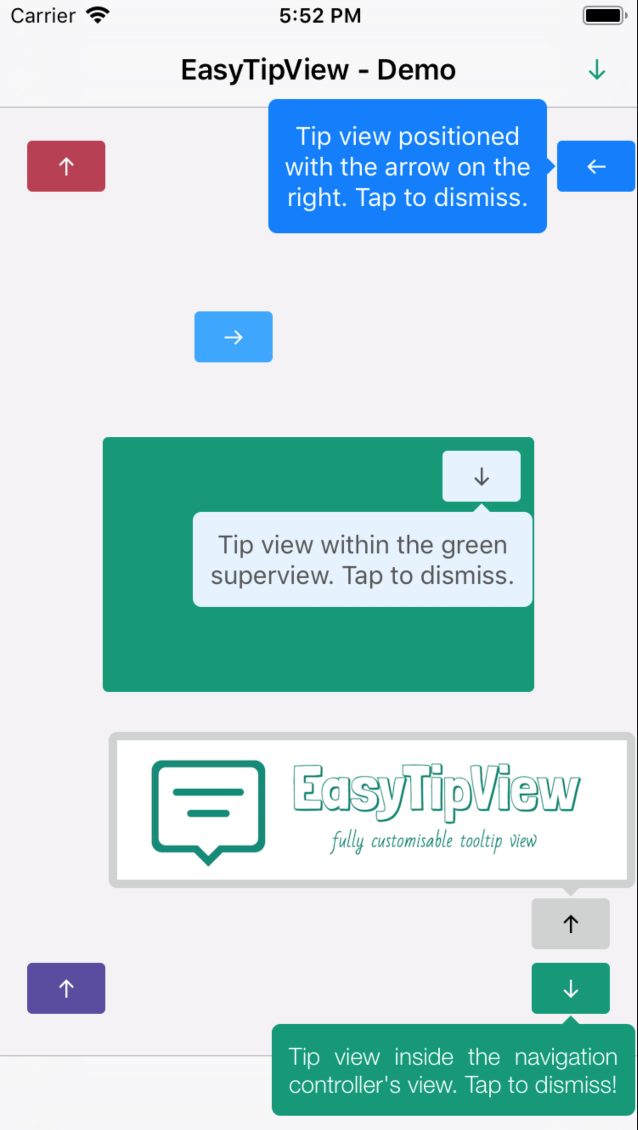 Carrier 5:52 PM
EasyTipView - Demo ↓
↑
Tip view positioned
with the arrow on the
right. Tap to dismiss.
←
→
↓
Tip view within the green
superview. Tap to dismiss.
EasyTipView
fully customisable tooltip view
↑
↑
↓
Tip view inside the navigation
controller's view. Tap to dismiss!